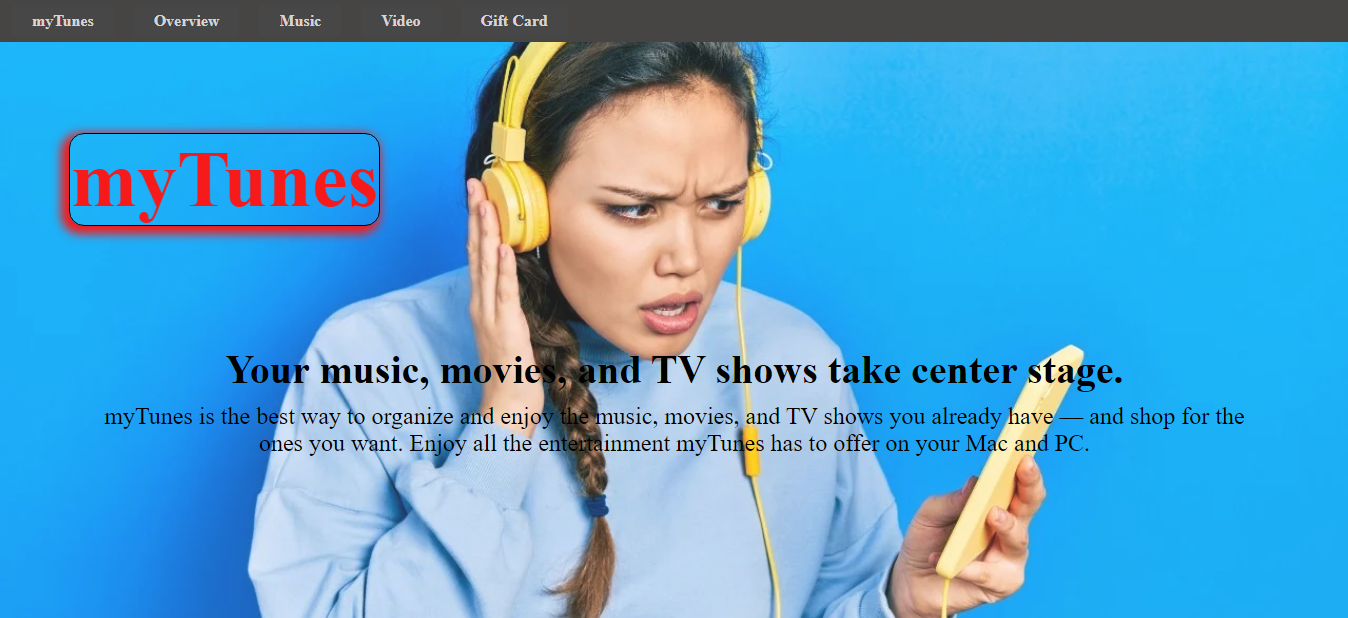 myTunes Overview Music Video Gift Card
myTunes
Your music, movies, and TV shows take center stage.
myTunes is the best way to organize and enjoy the music, movies, and TV shows you already have — and shop for the
ones you want. Enjoy all the entertainment myTunes has to offer on your Mac and PC.